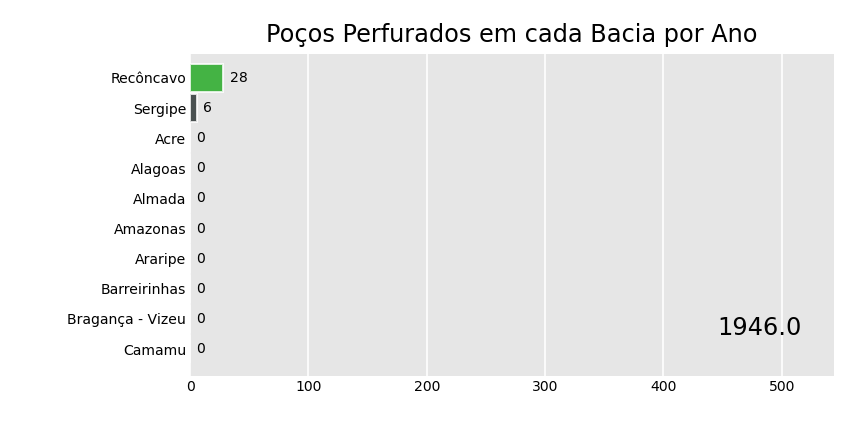 Poços Perfurados em cada Bacia por Ano
Recôncavo 28
Sergipe 6
Acre 0
Alagoas 0
Almada 0
Amazonas 0
Araripe 0
Barreirinhas 0
Bragança - Vizeu 0
1946.0
Camamu 0
0 100 200 300 400 500